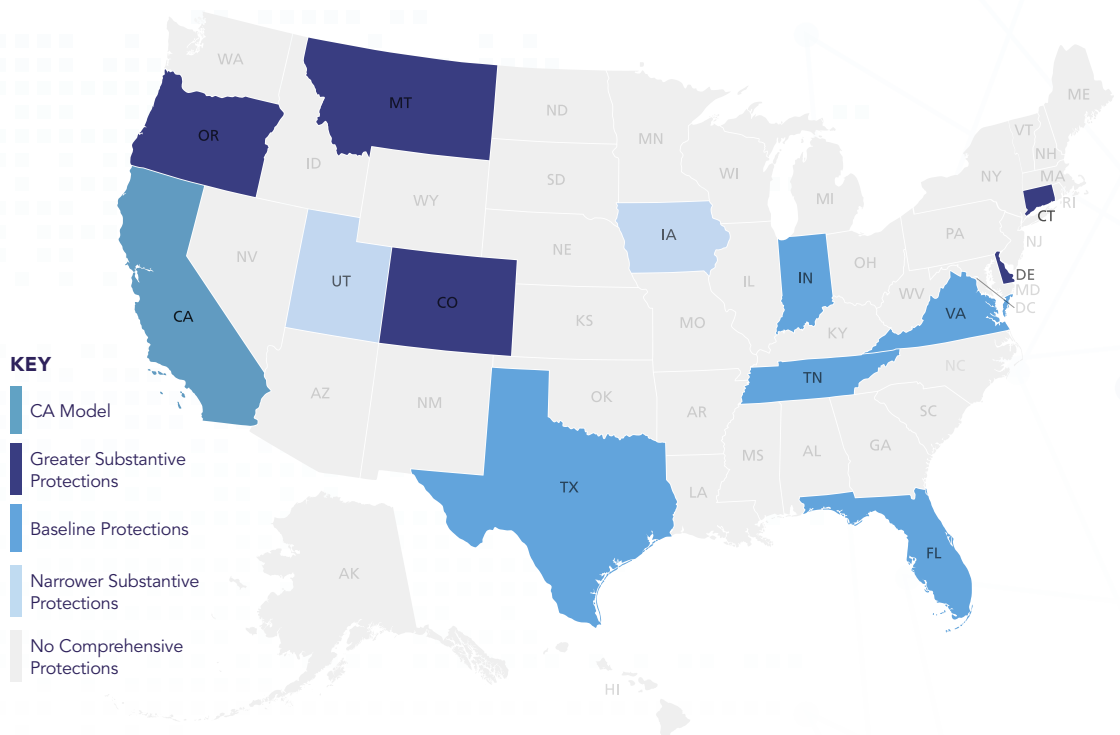 WA
MT
ND
MN
ME
OR
ID
SD
WI
VT
NH
WY
MI
NY
MA
RI
CT
NV
UT
CO
NE
IA
IL
IN
OH
PA
NJ
DE
MD
DC
WV
VA
CA
KS
MO
KY
AZ
NM
OK
AR
TN
NC
SC
TX
LA
MS
AL
GA
FL
AK
HI
KEY
CA Model
Greater Substantive
Protections
Baseline Protections
Narrower Substantive
Protections
No Comprehensive
Protections